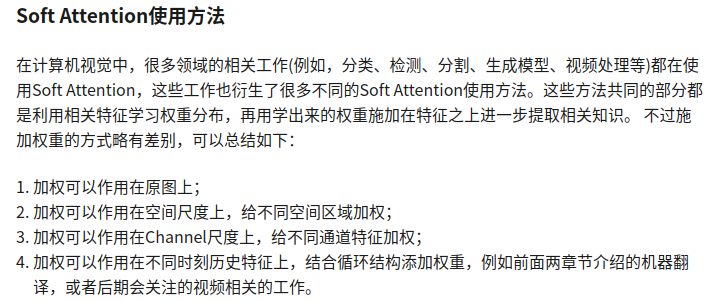 Soft Attention使用方法
在计算机视觉中，很多领域的相关工作(例如，分类、检测、分割、生成模型、视频处理等)都在使
用Soft Attention，这些工作也衍生了很多不同的Soft Attention使用方法。这些方法共同的部分都
是利用相关特征学习权重分布，再用学出来的权重施加在特征之上进一步提取相关知识。 不过施
加权重的方式略有差别，可以总结如下：
1. 加权可以作用在原图上；
2. 加权可以作用在空间尺度上，给不同空间区域加权；
3. 加权可以作用在Channel尺度上，给不同通道特征加权；
4. 加权可以作用在不同时刻历史特征上，结合循环结构添加权重，例如前面两章节介绍的机器翻
译，或者后期会关注的视频相关的工作。